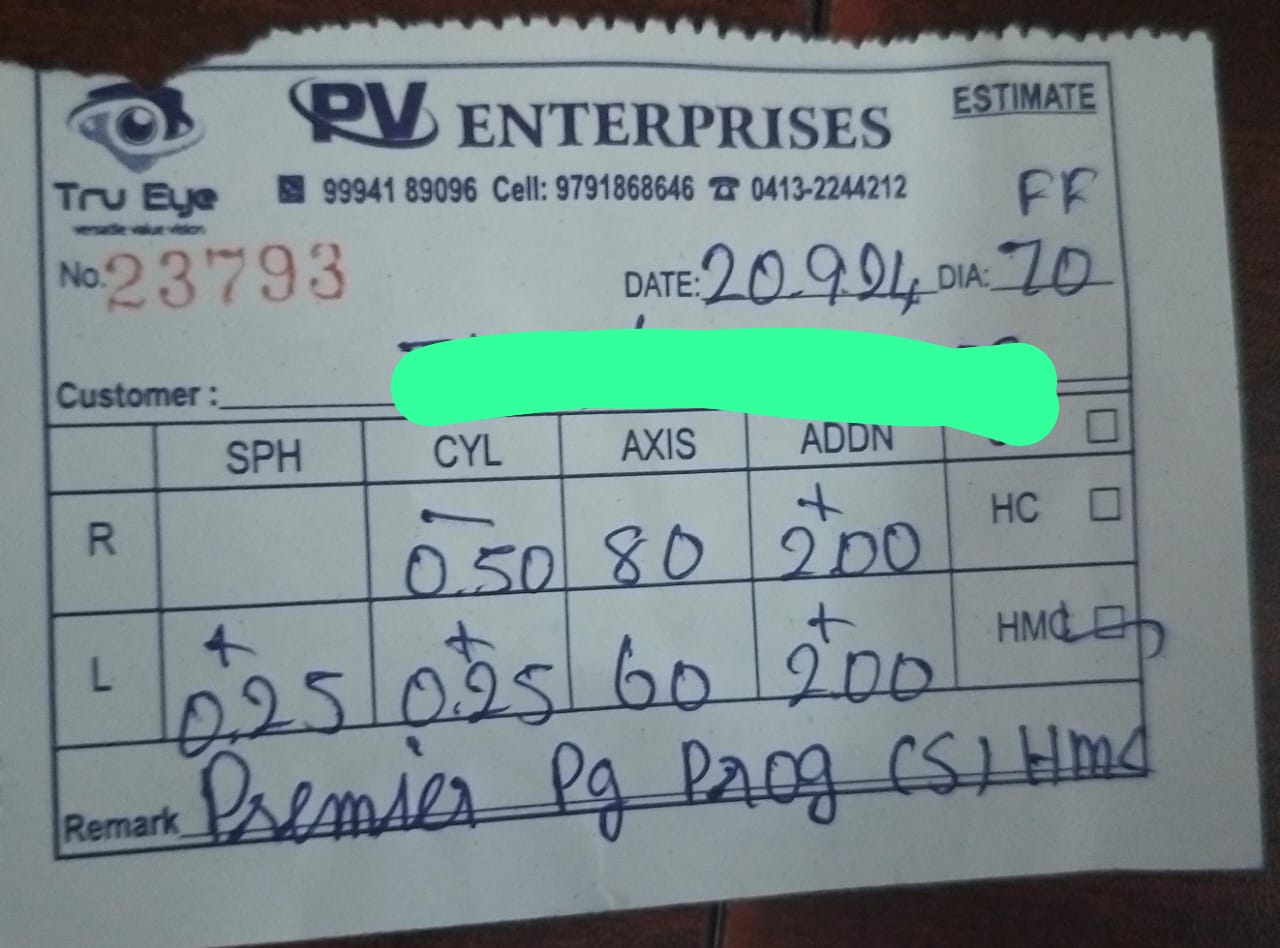 PV ENTERPRISES ESTIMATE
Tru Eye
versatile value vision
99941 89096 Cell: 9791868646 ☎ 0413-2244212
FF
No. 23793 DATE: 20.9.24 DIA: 70
Customer :
SPH CYL AXIS ADDN
R - 0.50 80 + 2.00 HC
L + 0.25 + 0.25 60 + 2.00 HMC
Remark Premier Pg Prog (S) Hmc